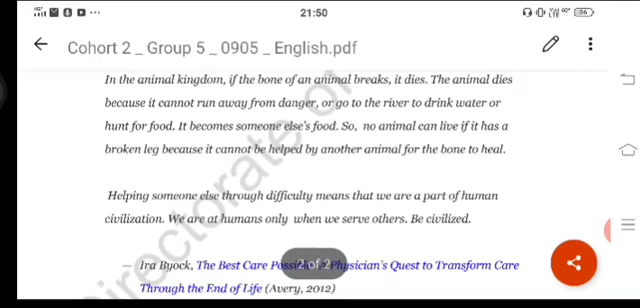 21:50
Cohort 2 _ Group 5 _ 0905 _ English.pdf
In the animal kingdom, if the bone of an animal breaks, it dies. The animal dies
because it cannot run away from danger, or go to the river to drink water or
hunt for food. It becomes someone else's food. So, no animal can live if it has a
broken leg because it cannot be helped by another animal for the bone to heal.
Helping someone else through difficulty means that we are a part of human
civilization. We are at humans only when we serve others. Be civilized.
— Ira Byock, The Best Care Possible: A Physician's Quest to Transform Care
2 of 2
Through the End of Life (Avery, 2012)
Directorate of